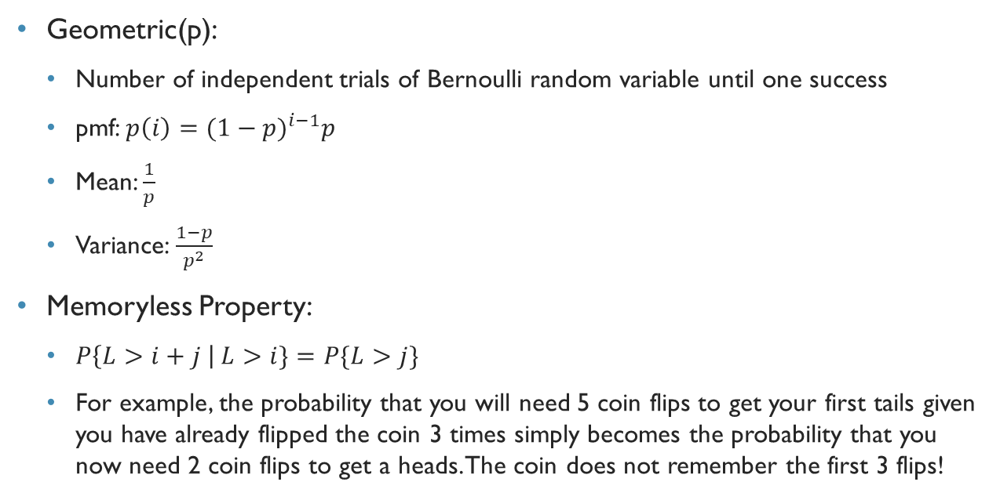 • Geometric(p):
• Number of independent trials of Bernoulli random variable until one success
• pmf: p(i) = (1 − p)^{i−1}p
• Mean: \frac{1}{p}
• Variance: \frac{1−p}{p^2}
• Memoryless Property:
• P{L > i + j | L > i} = P{L > j}
• For example, the probability that you will need 5 coin flips to get your first tails given
you have already flipped the coin 3 times simply becomes the probability that you
now need 2 coin flips to get a heads. The coin does not remember the first 3 flips!